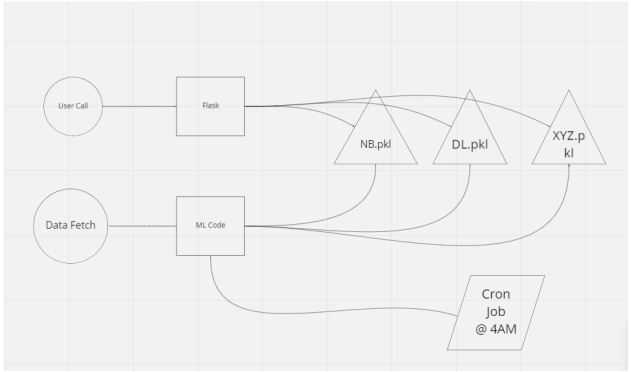 User Call
Flask
NB.pkl
DL.pkl
XYZ.p
kl
Data Fetch
ML Code
Cron
Job
@ 4AM